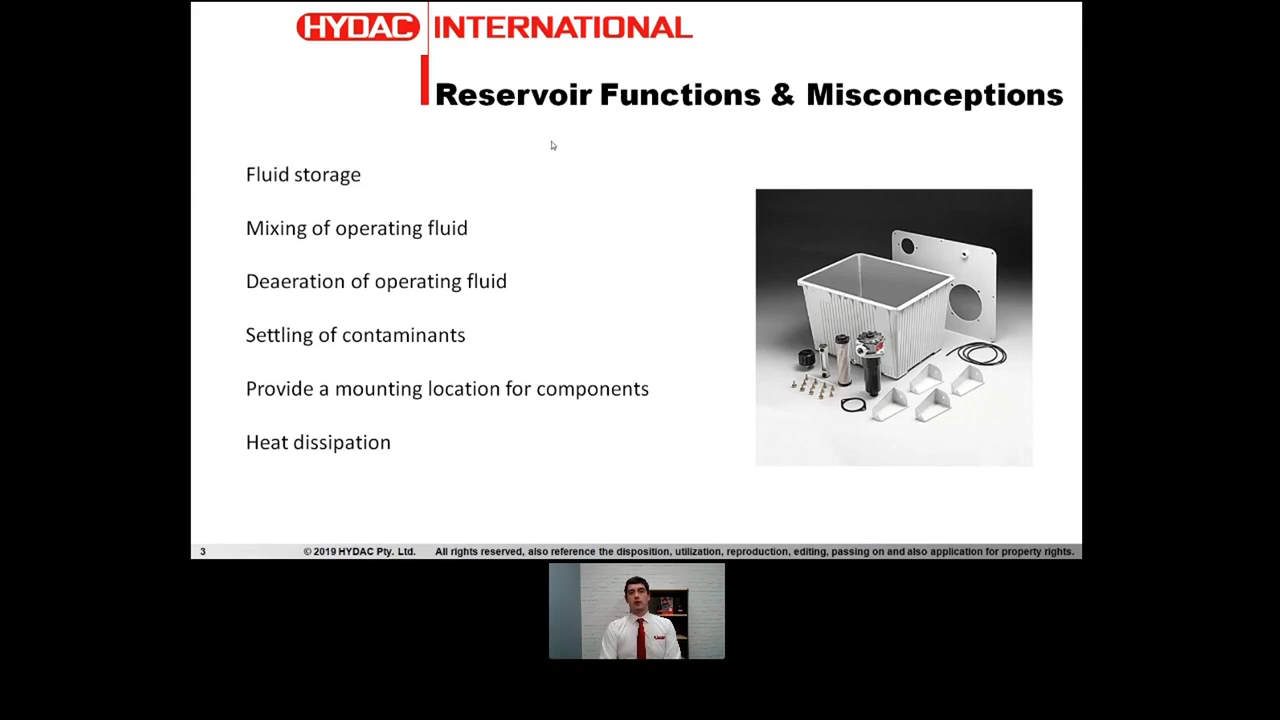 HYDAC INTERNATIONAL
Reservoir Functions & Misconceptions
Fluid storage
Mixing of operating fluid
Deaeration of operating fluid
Settling of contaminants
Provide a mounting location for components
Heat dissipation
3 © 2019 HYDAC Pty. Ltd. All rights reserved, also reference the disposition, utilization, reproduction, editing, passing on and also application for property rights.